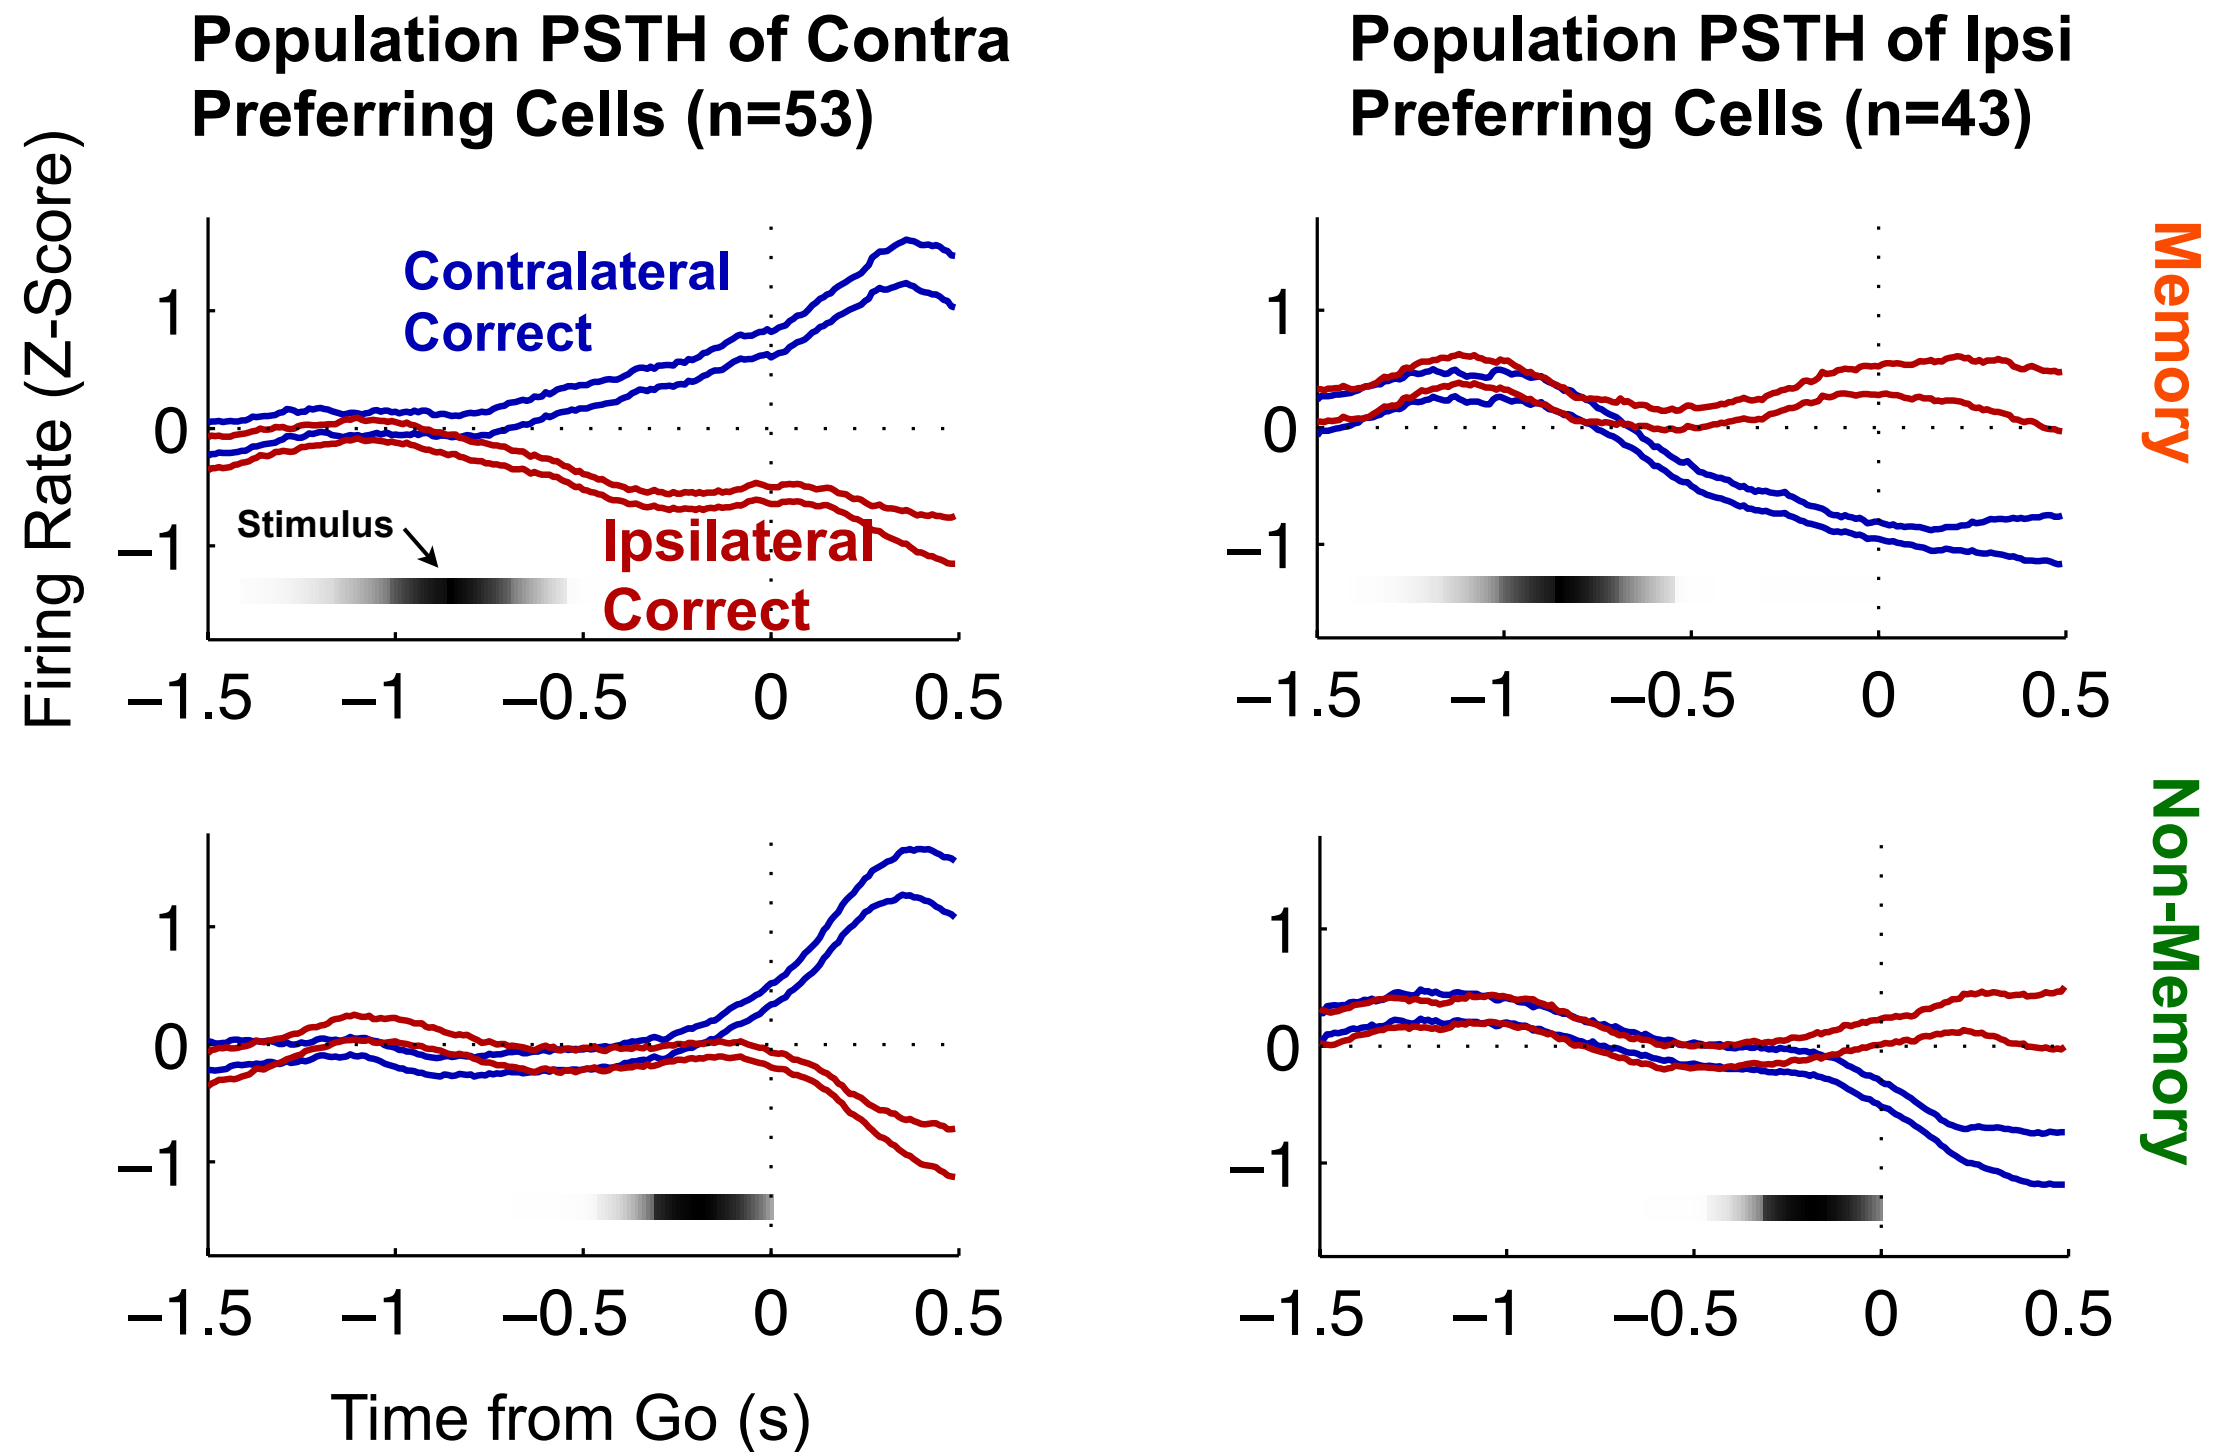 Population PSTH of Contra
Preferring Cells (n=53)
Population PSTH of Ipsi
Preferring Cells (n=43)
Firing Rate (Z-Score)
1
0
−1
Contralateral
Correct
Stimulus
Ipsilateral
Correct
−1.5 −1 −0.5 0 0.5
1
0
−1
−1.5 −1 −0.5 0 0.5
Memory
1
0
−1
−1.5 −1 −0.5 0 0.5
1
0
−1
−1.5 −1 −0.5 0 0.5
Non-Memory
Time from Go (s)